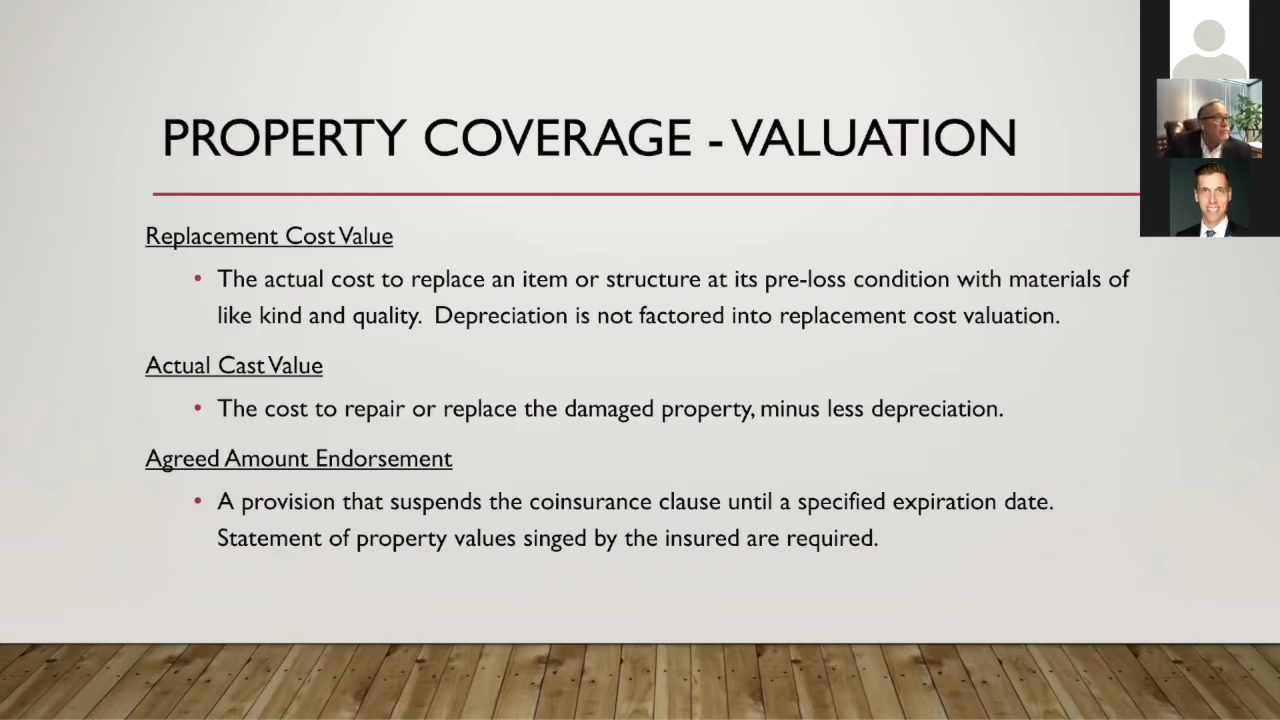 PROPERTY COVERAGE - VALUATION
Replacement Cost Value
• The actual cost to replace an item or structure at its pre-loss condition with materials of
like kind and quality.  Depreciation is not factored into replacement cost valuation.
Actual Cast Value
• The cost to repair or replace the damaged property, minus less depreciation.
Agreed Amount Endorsement
• A provision that suspends the coinsurance clause until a specified expiration date.
Statement of property values singed by the insured are required.